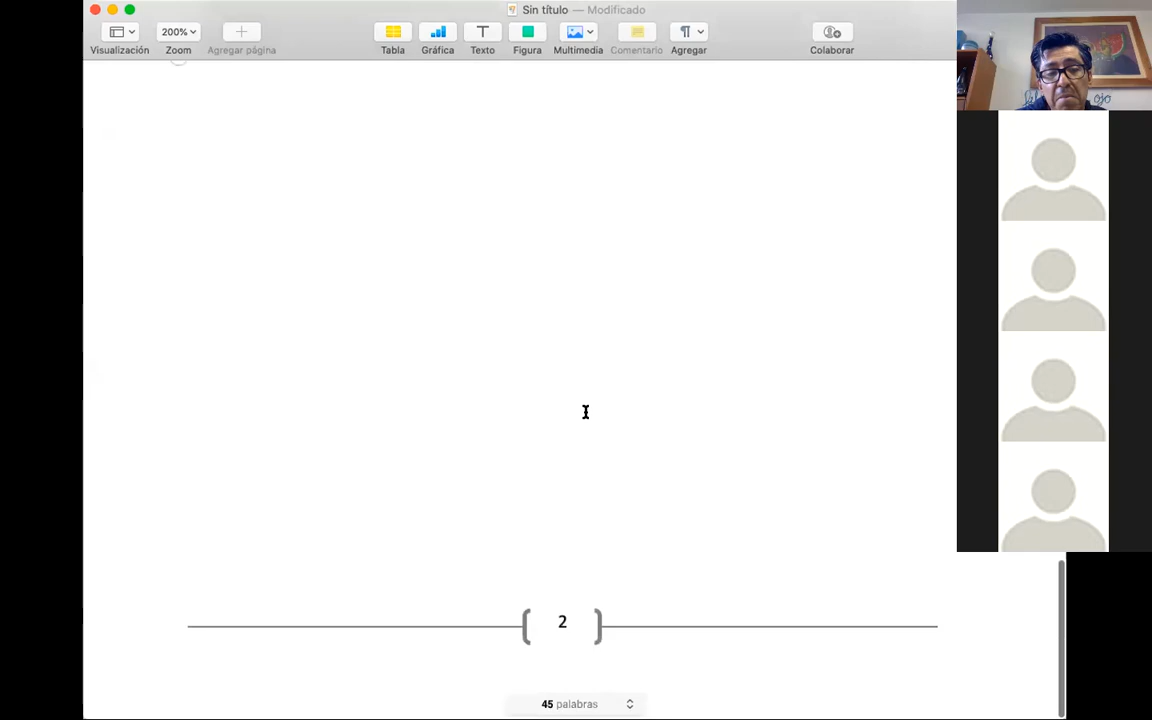 Sin título — Modificado
200%
Visualización Zoom Agregar página Tabla Gráfica Texto Figura Multimedia Comentario Agregar Colaborar
ojo
2
45 palabras